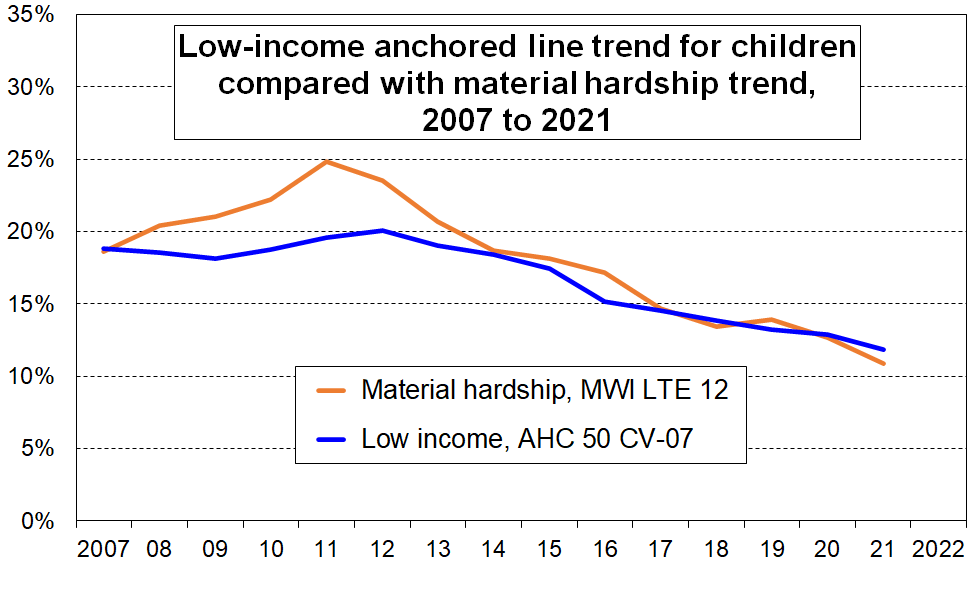 35%
Low-income anchored line trend for children
compared with material hardship trend,
2007 to 2021
30%
25%
20%
15%
10%
Material hardship, MWI LTE 12
Low income, AHC 50 CV-07
5%
0%
2007 08 09 10 11 12 13 14 15 16 17 18 19 20 21 2022